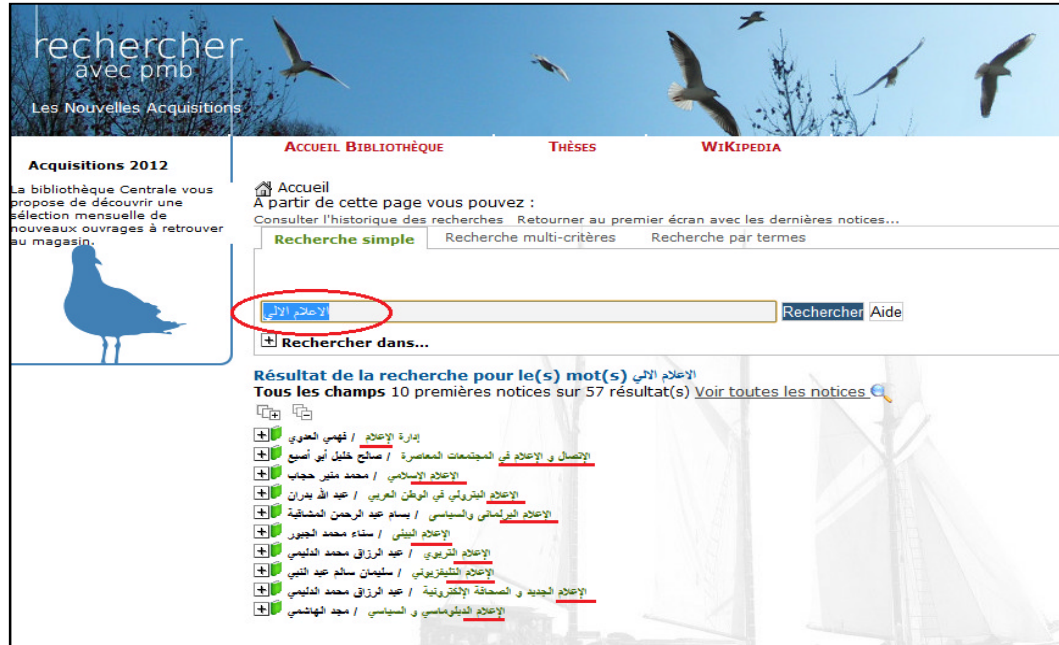 rechercher
avec pmb
Les Nouvelles Acquisitions
Accueil Bibliothèque Thèses WiKipedia
Acquisitions 2012
La bibliothèque Centrale vous
propose de découvrir une
sélection mensuelle de
nouveaux ouvrages à retrouver
au magasin.
Accueil
A partir de cette page vous pouvez :
Consulter l'historique des recherches Retourner au premier écran avec les dernières notices...
Recherche simple Recherche multi-critères Recherche par termes
الاعلام الالي Rechercher Aide
Rechercher dans...
Résultat de la recherche pour le(s) mot(s) الاعلام الالي
Tous les champs 10 premières notices sur 57 résultat(s) Voir toutes les notices
إدارة الإعلام / فهمي العدوي
الإتصال و الإعلام في المجتمعات المعاصرة / صالح خليل أبو أصبع
الاعلام الإسلامي / محمد منير حجاب
الإعلام البترولي في الوطن العربي / عبد الله بدران
الاعلام البرلماني والسياسي / بسام عبد الرحمن المشاقبة
الإعلام البيئي / سناء محمد الجبور
الإعلام التربوي / عبد الرزاق محمد الدليمي
الإعلام التليفزيوني / سليمان سالم عبد النبي
الإعلام الجديد و الصحافة الإلكترونية / عبد الرزاق محمد الدليمي
الإعلام الديلوماسي و السياسي / مجد الهاشمي